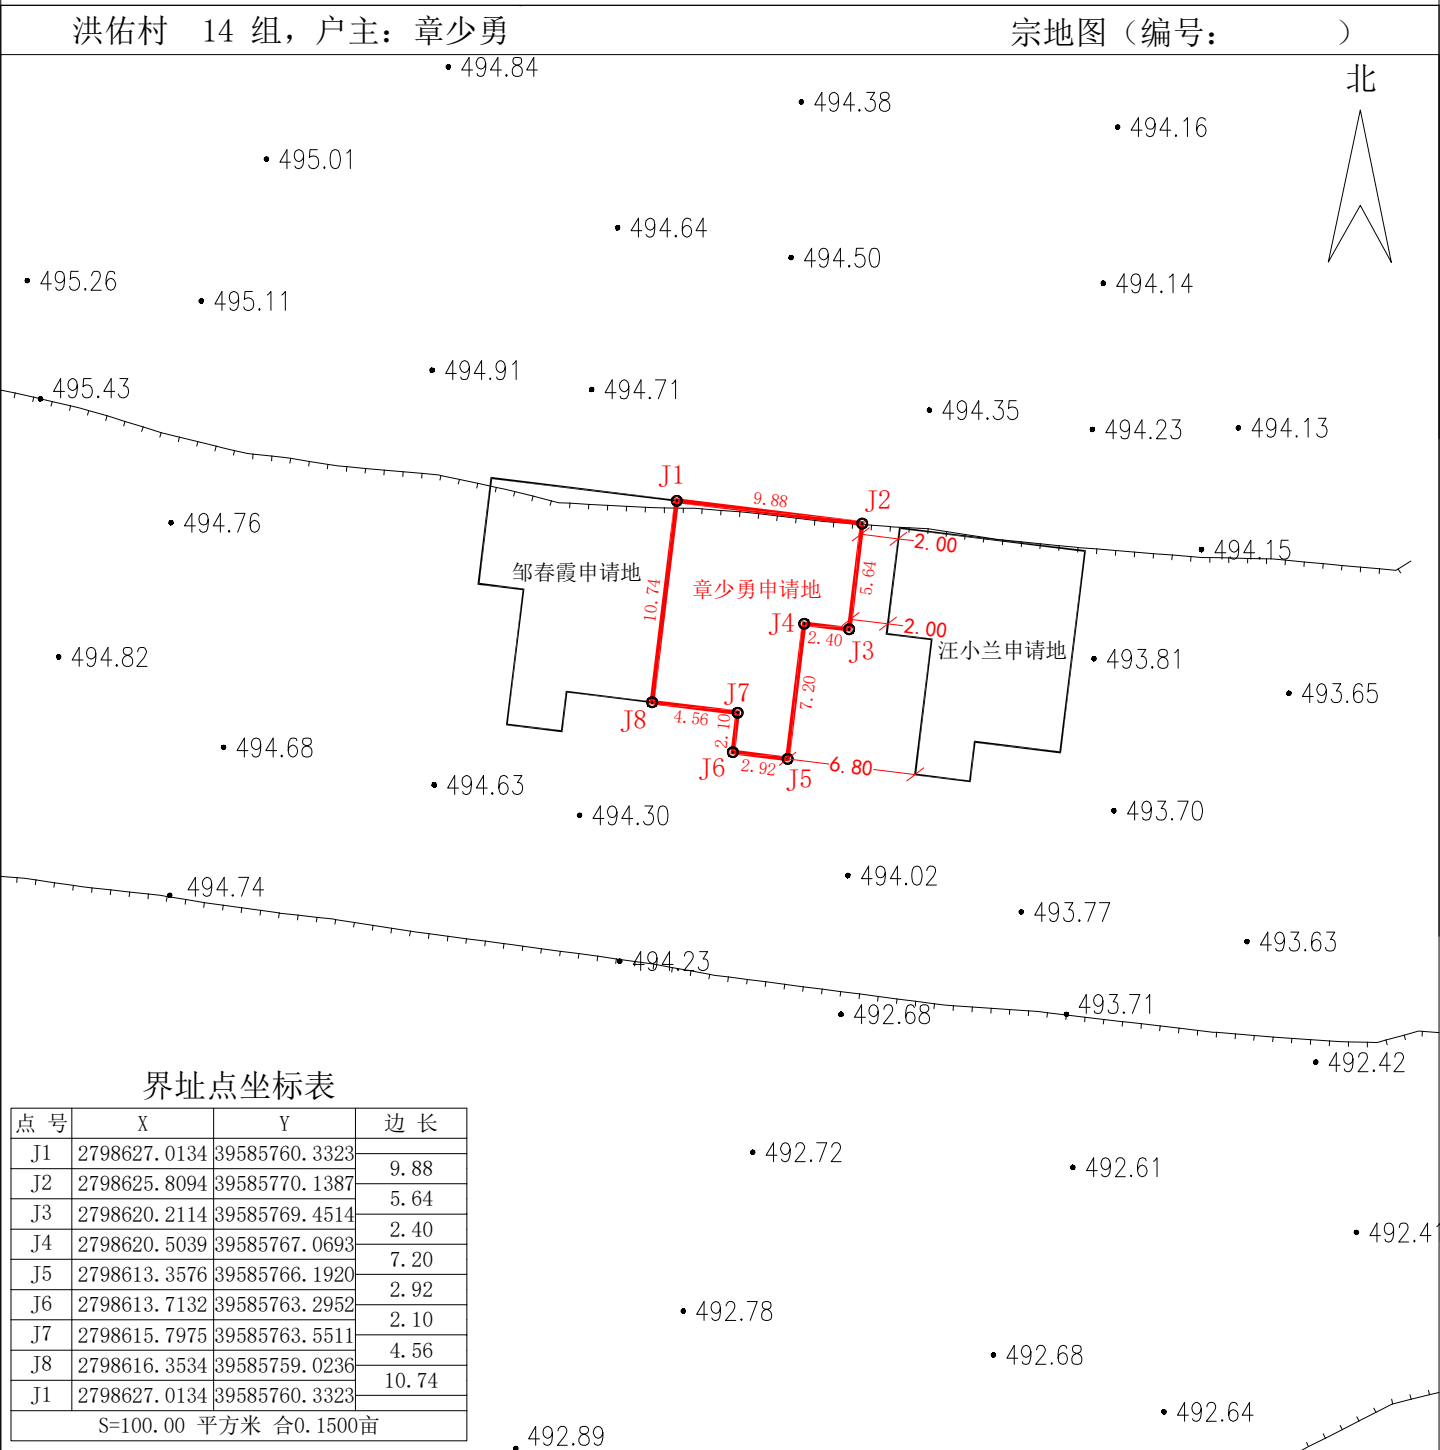 洪佑村 14 组，户主：章少勇
宗地图（编号： ）
北
494.84
494.38
494.16
495.01
494.64
494.50
495.26
495.11
494.14
494.91
494.71
495.43
494.35
494.23
494.13
J1
9.88
J2
494.76
2.00
494.15
邹春霞申请地
章少勇申请地
5.64
10.74
J4
2.40
J3
2.00
汪小兰申请地
494.82
493.81
493.65
7.20
J7
J8
4.56
2.10
494.68
J6
2.92
J5
6.80
494.63
494.30
493.70
494.02
494.74
493.77
493.63
494.23
493.71
492.68
492.42
界址点坐标表
点 号 X Y 边 长
J1 2798627.0134 39585760.3323
9.88
J2 2798625.8094 39585770.1387
5.64
J3 2798620.2114 39585769.4514
2.40
J4 2798620.5039 39585767.0693
7.20
J5 2798613.3576 39585766.1920
2.92
J6 2798613.7132 39585763.2952
2.10
J7 2798615.7975 39585763.5511
4.56
J8 2798616.3534 39585759.0236
10.74
J1 2798627.0134 39585760.3323
S=100.00 平方米 合0.1500亩
492.72
492.61
492.41
492.78
492.68
492.64
492.89